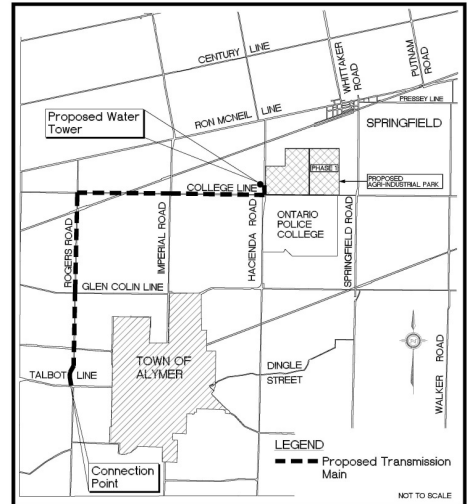 CENTURY LINE
WHITTAKER
ROAD
PUTNAM
ROAD
PRESSEY LINE
RON MCNEIL LINE
SPRINGFIELD
Proposed Water
Tower
PHASE 1
PROPOSED
AGRI-INDUSTRIAL PARK
COLLEGE LINE
ONTARIO
POLICE
COLLEGE
ROGERS ROAD
IMPERIAL ROAD
HACIENDA ROAD
SPRINGFIELD ROAD
GLEN COLIN LINE
TOWN OF
ALYMER
DINGLE
STREET
WALKER ROAD
TALBOT LINE
Connection
Point
LEGEND
Proposed Transmission
Main
NOT TO SCALE